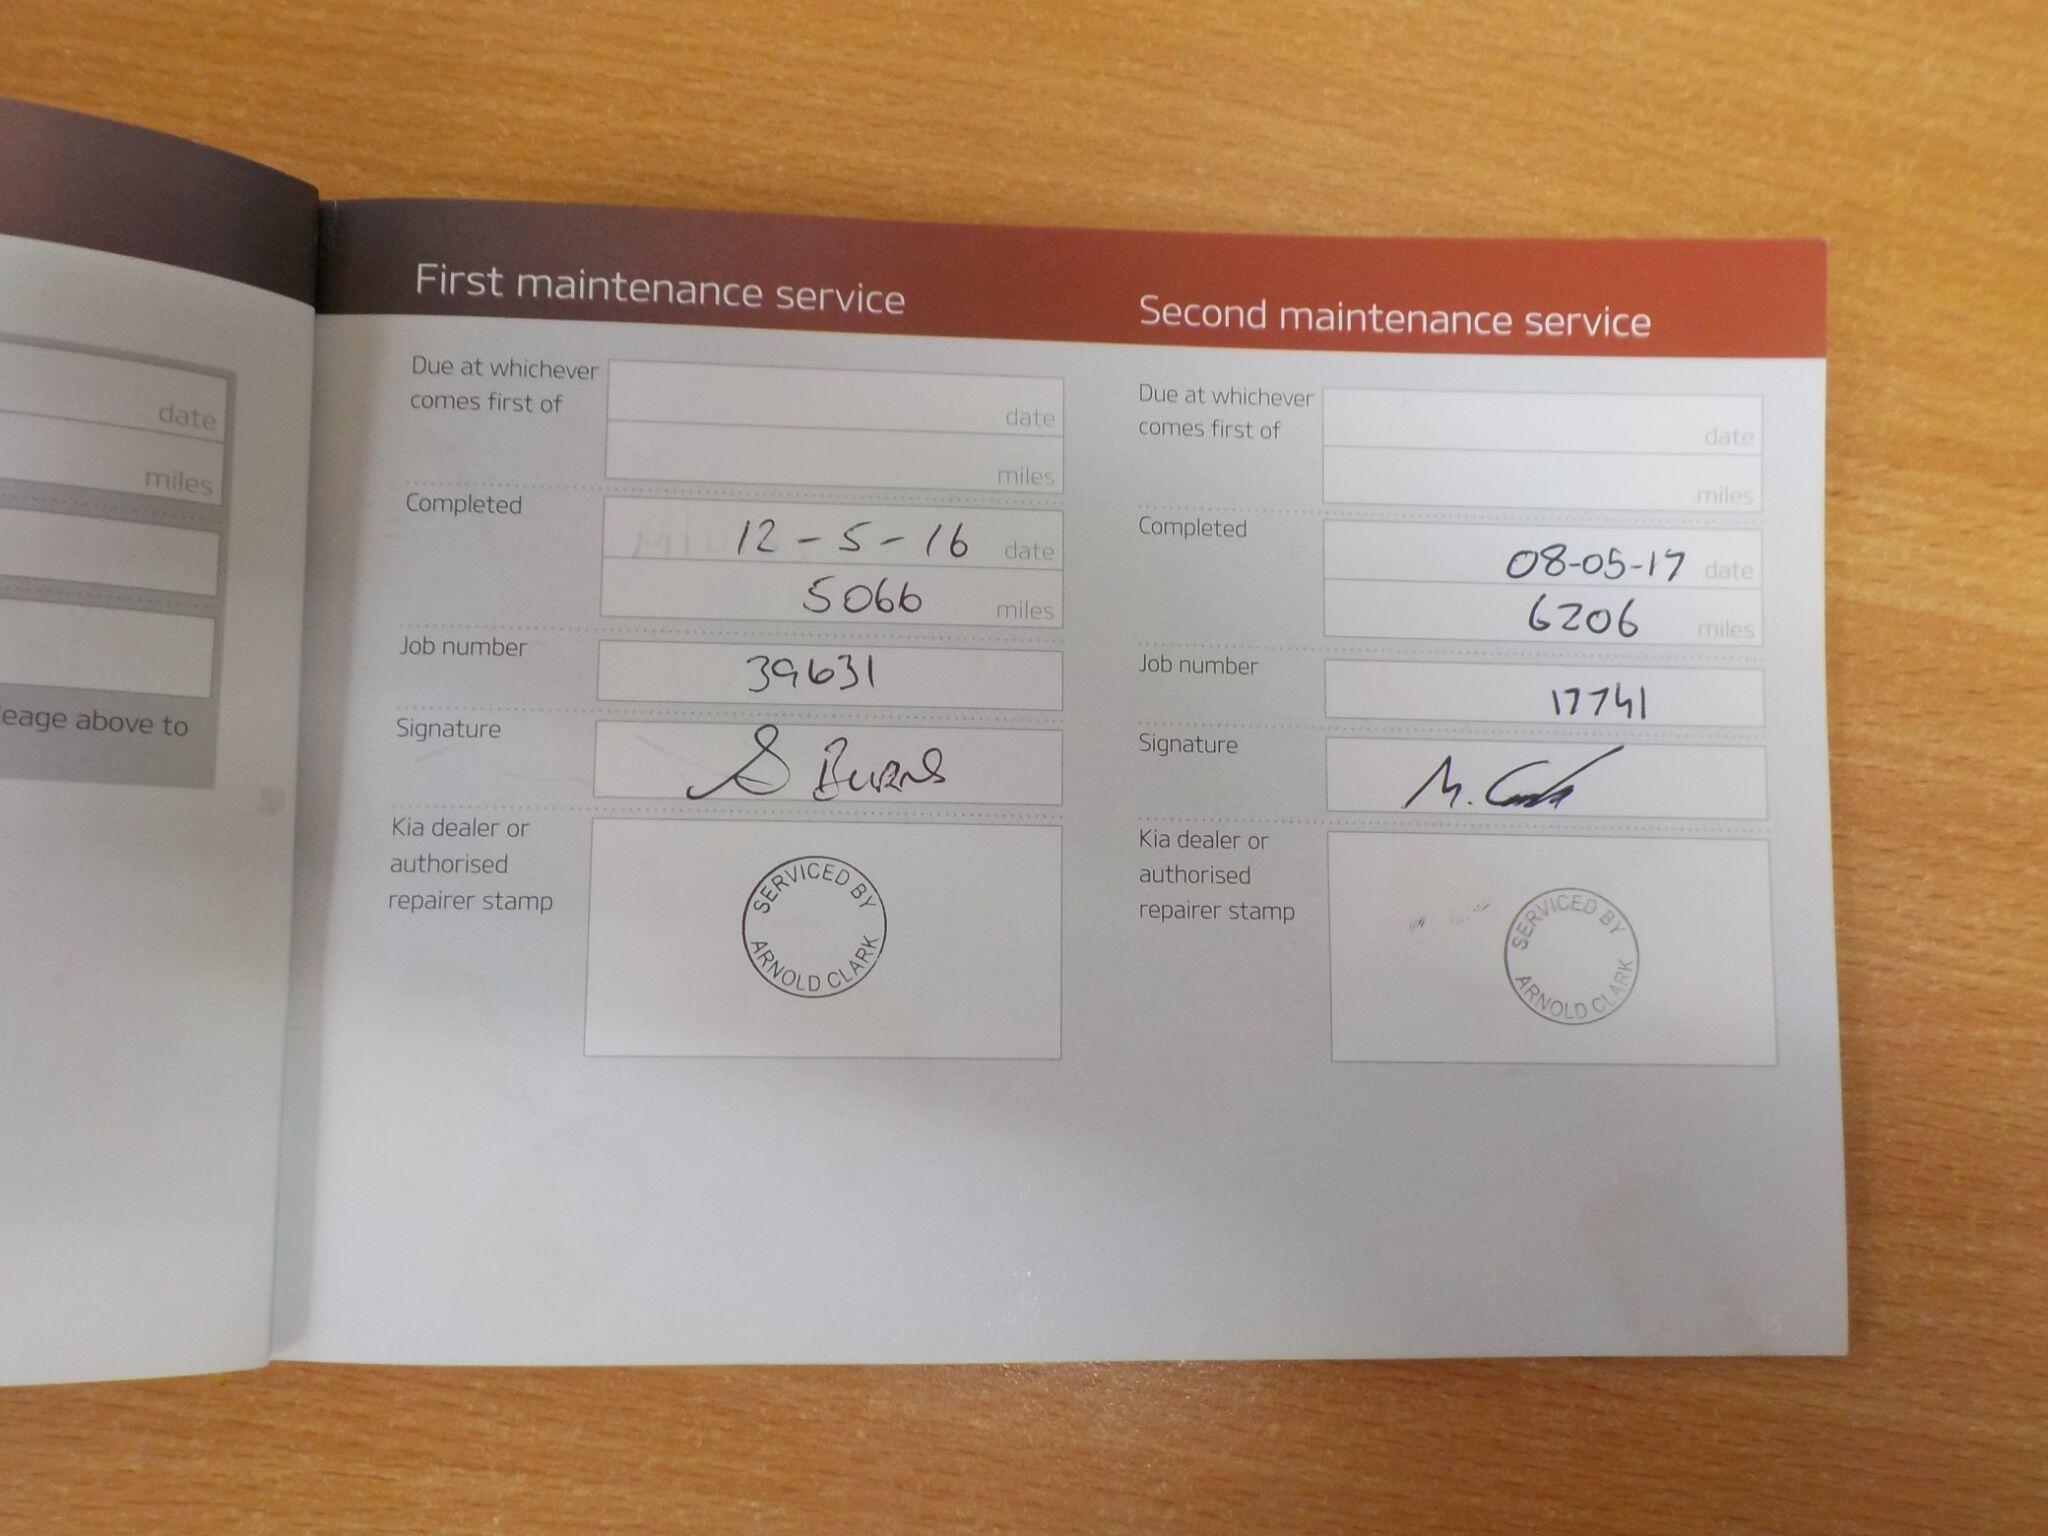 date
miles
leage above to
First maintenance service
Due at whichever
comes first of
date
miles
Completed
12-5-16 date
5066 miles
Job number
39631
Signature
S Burns
Kia dealer or
authorised
repairer stamp
SERVICED BY
ARNOLD CLARK
Second maintenance service
Due at whichever
comes first of
date
miles
Completed
08-05-17 date
6206 miles
Job number
17741
Signature
M.
Kia dealer or
authorised
repairer stamp
SERVICED BY
ARNOLD CLARK
15